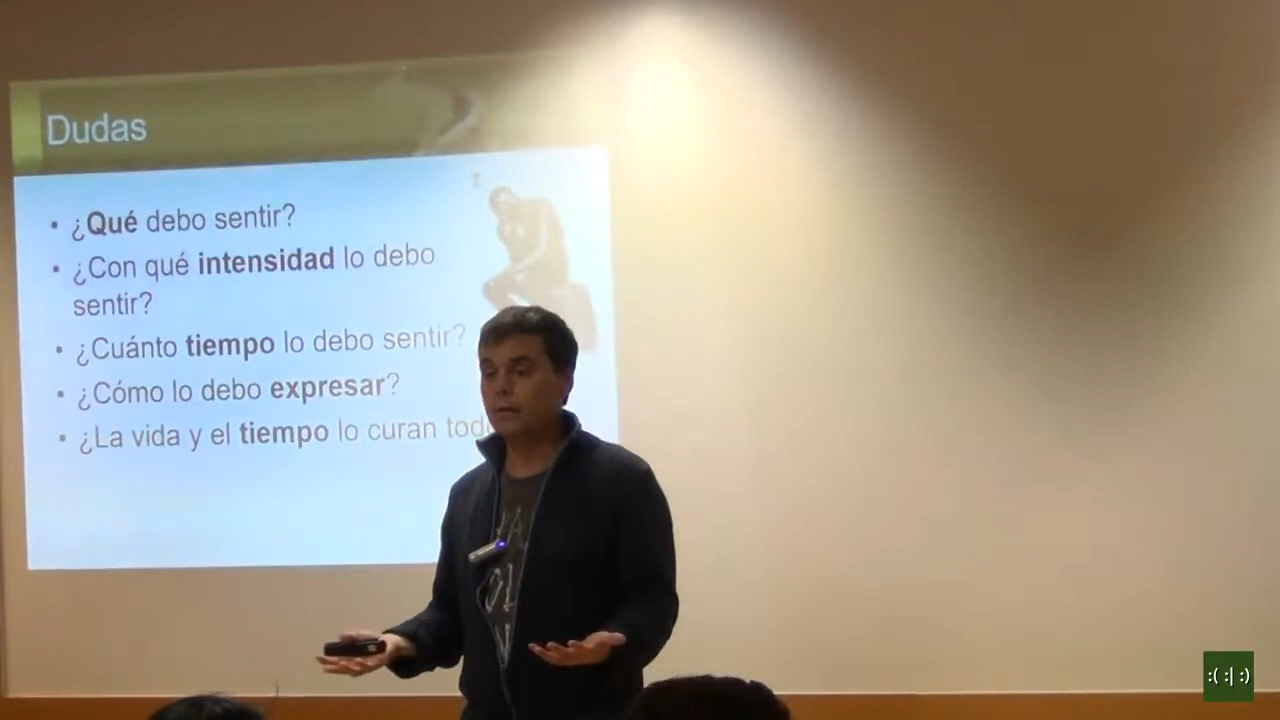 Dudas
• ¿Qué debo sentir?
• ¿Con qué intensidad lo debo
sentir?
• ¿Cuánto tiempo lo debo sentir?
• ¿Cómo lo debo expresar?
• ¿La vida y el tiempo lo curan
:( :| :)